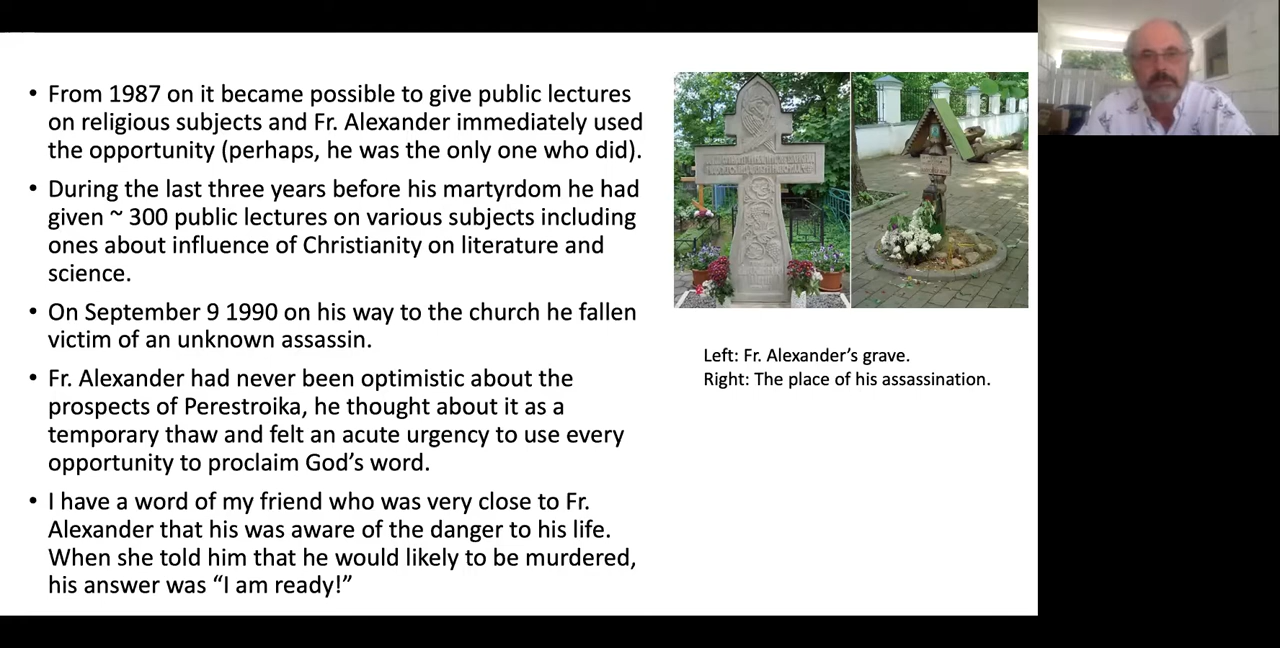 • From 1987 on it became possible to give public lectures
on religious subjects and Fr. Alexander immediately used
the opportunity (perhaps, he was the only one who did).
• During the last three years before his martyrdom he had
given ~ 300 public lectures on various subjects including
ones about influence of Christianity on literature and
science.
• On September 9 1990 on his way to the church he fallen
victim of an unknown assassin.
• Fr. Alexander had never been optimistic about the
prospects of Perestroika, he thought about it as a
temporary thaw and felt an acute urgency to use every
opportunity to proclaim God’s word.
• I have a word of my friend who was very close to Fr.
Alexander that his was aware of the danger to his life.
When she told him that he would likely to be murdered,
his answer was “I am ready!”
Left: Fr. Alexander’s grave.
Right: The place of his assassination.